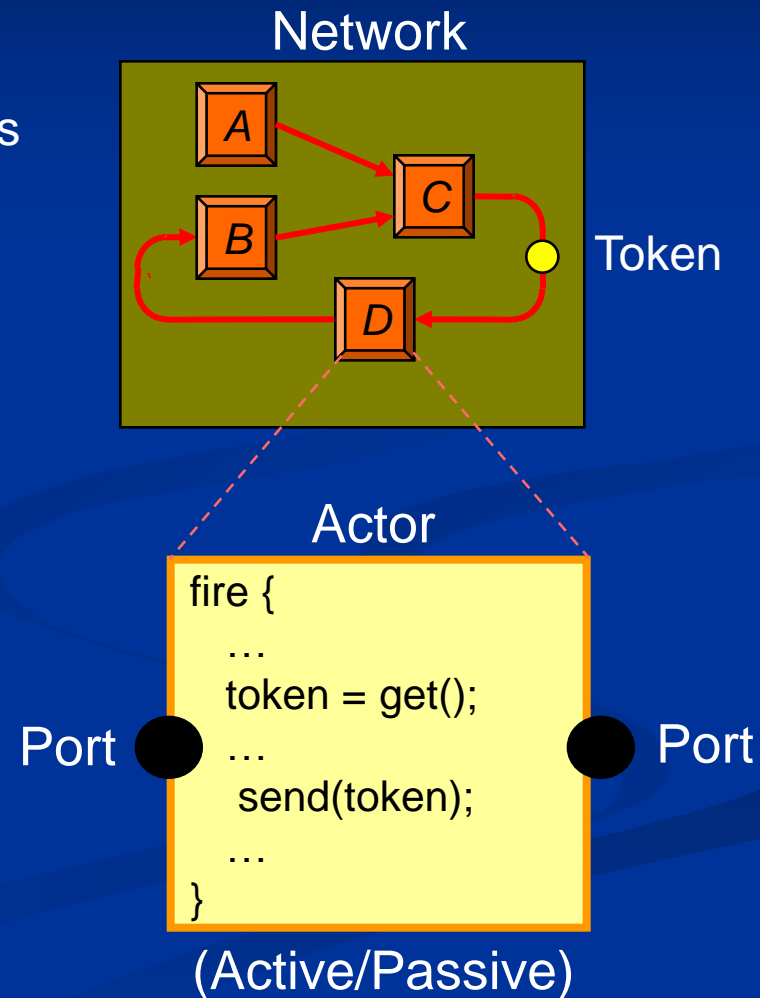 Network
s
A
C
B
Token
D
Actor
fire {
…
token = get();
Port
…
Port
send(token);
…
}
(Active/Passive)